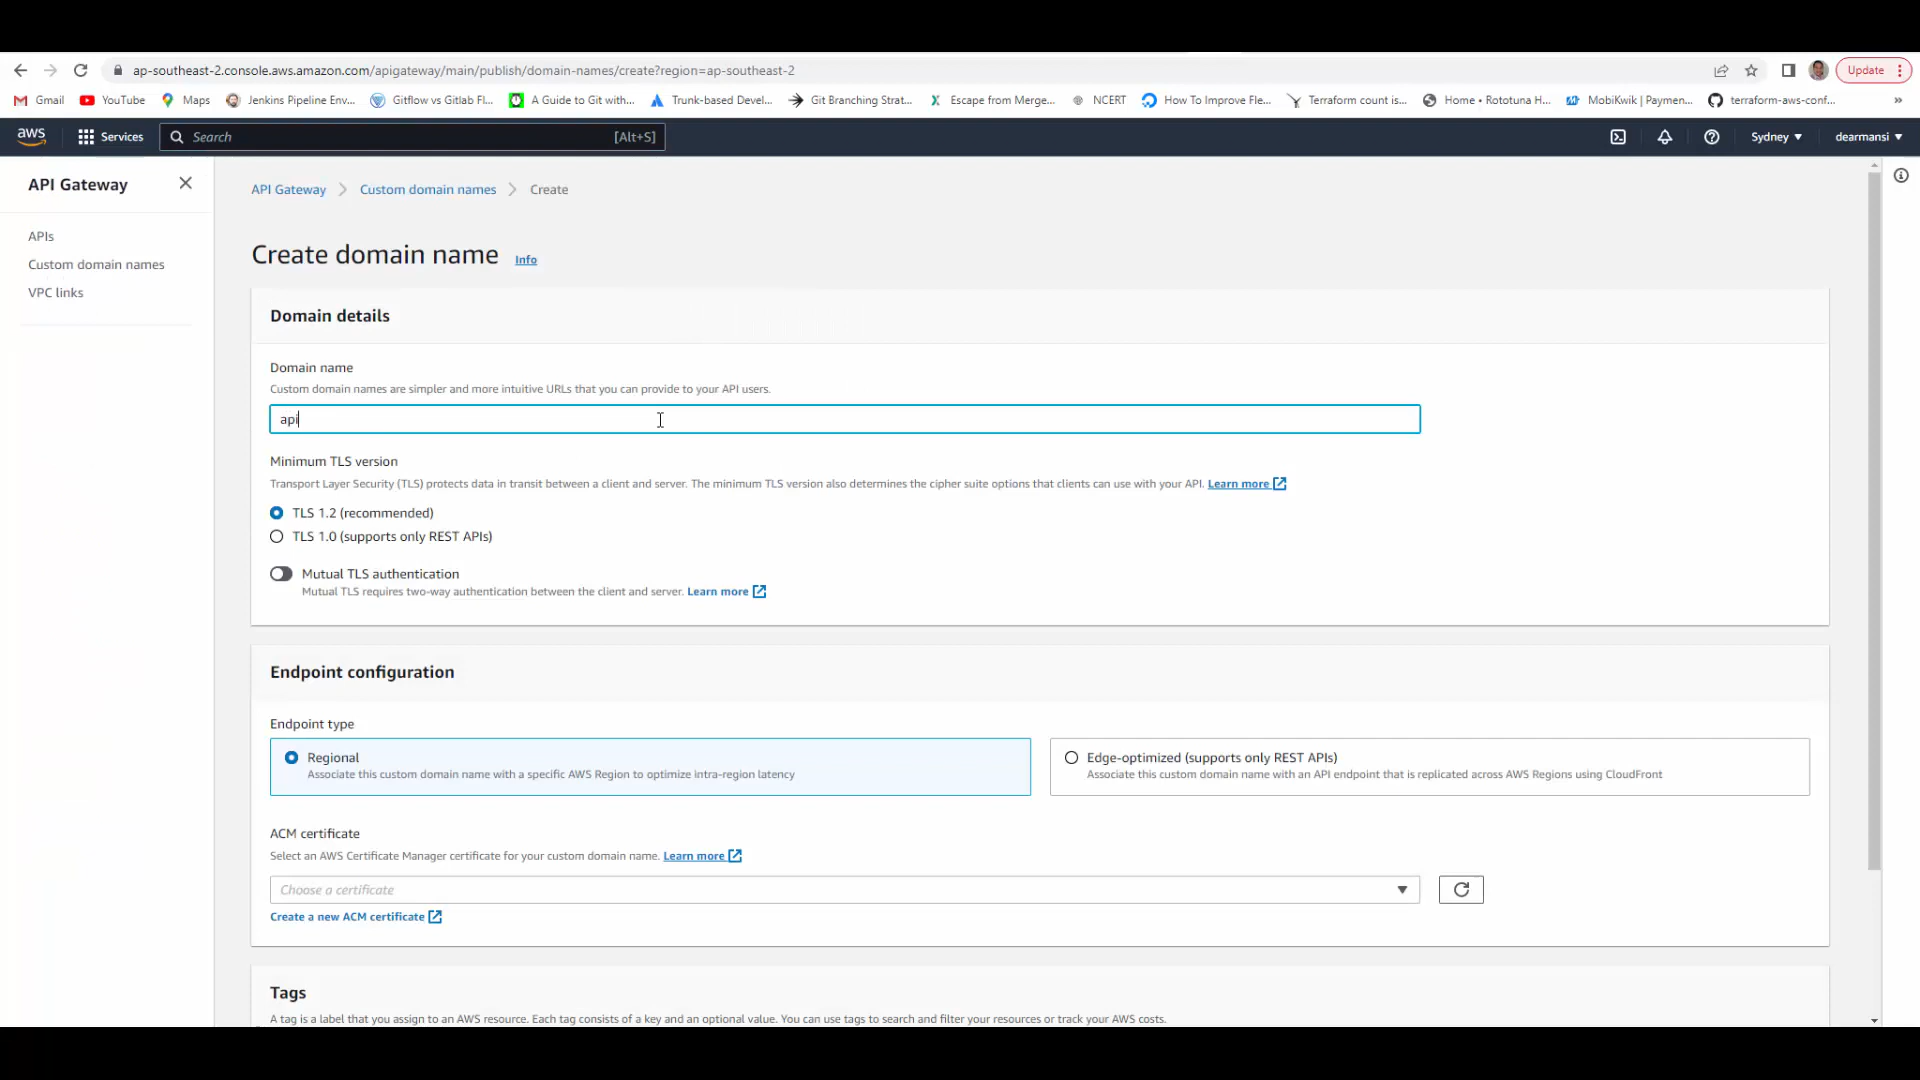 ap-southeast-2.console.aws.amazon.com/apigateway/main/publish/domain-names/create?region=ap-southeast-2
Update
Gmail
YouTube
Maps
Jenkins Pipeline Env...
Gitflow vs Gitlab Fl...
A Guide to Git with...
Trunk-based Devel...
Git Branching Strat...
Escape from Merge...
NCERT
How To Improve Fle...
Terraform count is...
Home • Rototuna H...
MobiKwik | Paymen...
terraform-aws-conf...
»
aws
Services
Search
[Alt+S]
Sydney
dearmansi
API Gateway
APIs
Custom domain names
VPC links
API Gateway
Custom domain names
Create
Create domain name
Info
Domain details
Domain name
Custom domain names are simpler and more intuitive URLs that you can provide to your API users.
api
Minimum TLS version
Transport Layer Security (TLS) protects data in transit between a client and server. The minimum TLS version also determines the cipher suite options that clients can use with your API. Learn more
TLS 1.2 (recommended)
TLS 1.0 (supports only REST APIs)
Mutual TLS authentication
Mutual TLS requires two-way authentication between the client and server. Learn more
Endpoint configuration
Endpoint type
Regional
Associate this custom domain name with a specific AWS Region to optimize intra-region latency
Edge-optimized (supports only REST APIs)
Associate this custom domain name with an API endpoint that is replicated across AWS Regions using CloudFront
ACM certificate
Select an AWS Certificate Manager certificate for your custom domain name. Learn more
Choose a certificate
Create a new ACM certificate
Tags
A tag is a label that you assign to an AWS resource. Each tag consists of a key and an optional value. You can use tags to search and filter your resources or track your AWS costs.